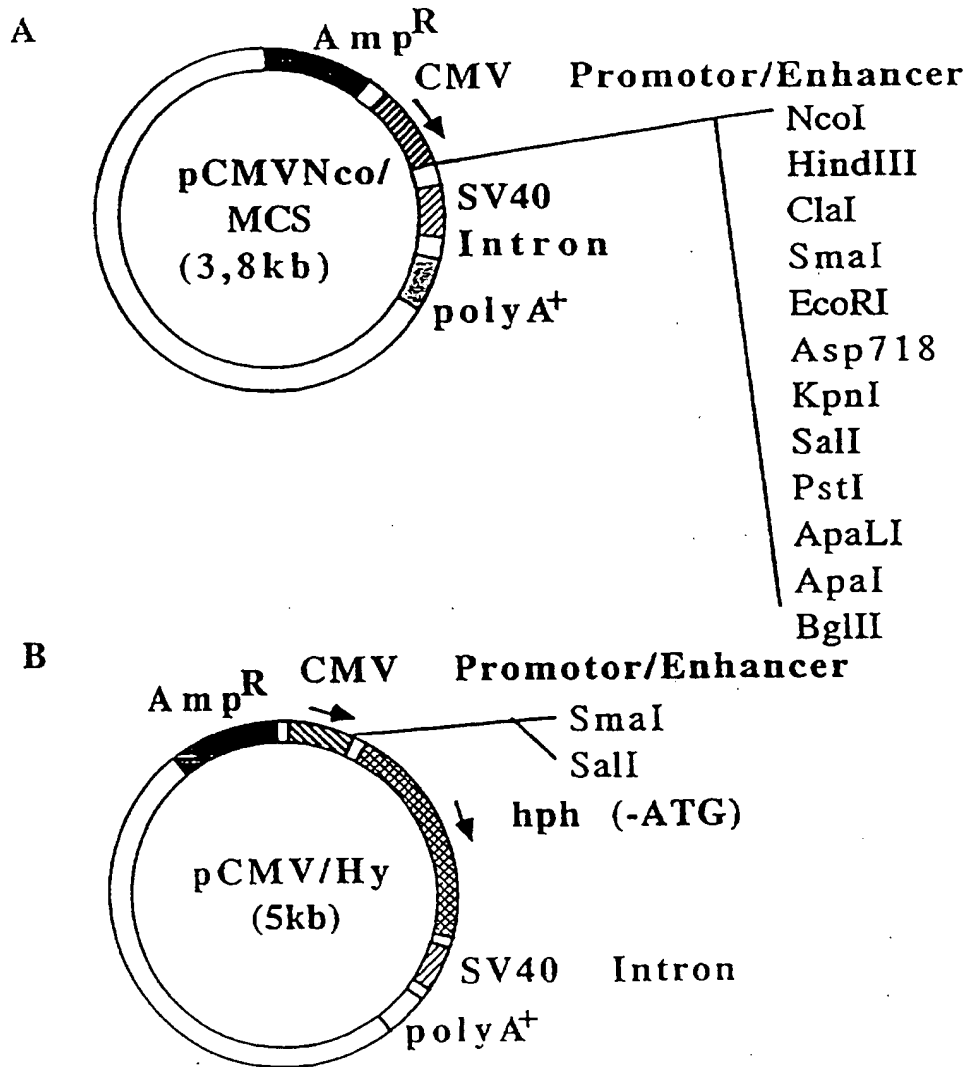 A
AmpR
CMV Promotor/Enhancer
NcoI
HindIII
ClaI
SmaI
EcoRI
Asp718
KpnI
SalI
PstI
ApaLI
ApaI
BglII
pCMVNco/
MCS
(3,8kb)
SV40
Intron
polyA+
B
AmpR
CMV Promotor/Enhancer
SmaI
SalI
hph (-ATG)
pCMV/Hy
(5kb)
SV40 Intron
polyA+